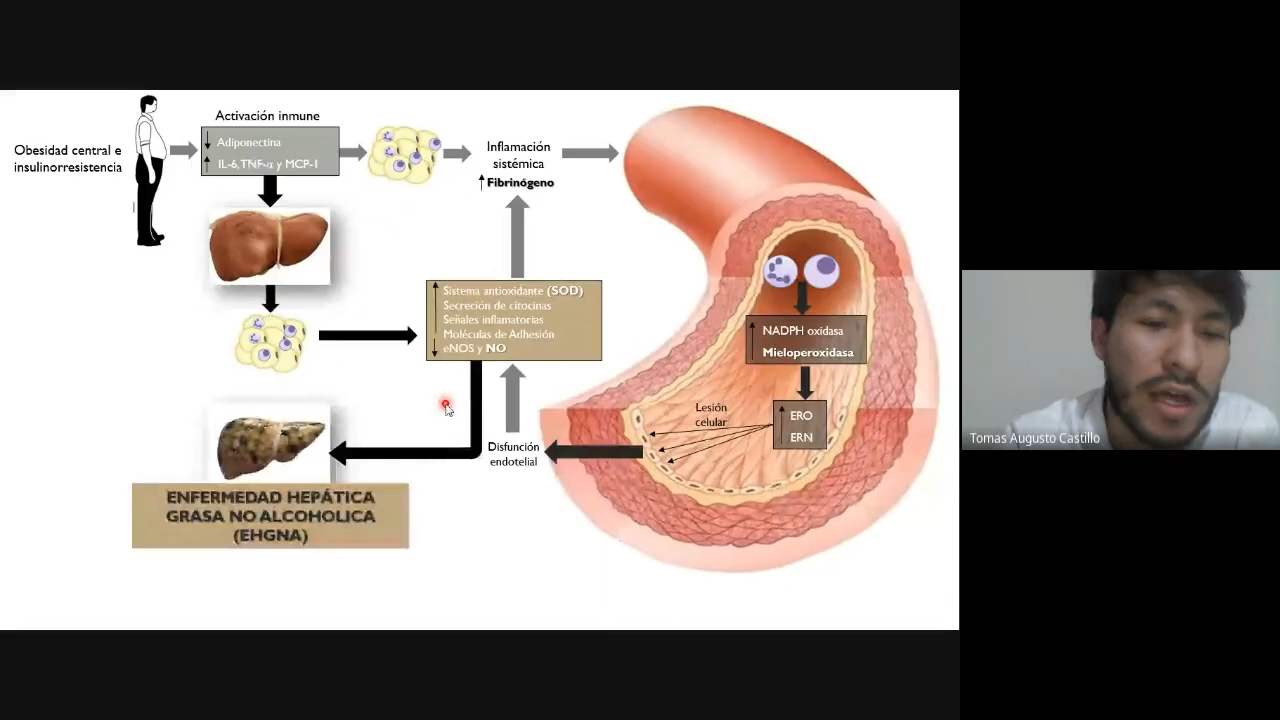 Activación inmune
Obesidad central e
insulinorresistencia
Adiponectina
IL-6, TNF-α y MCP-1
Inflamación
sistémica
Fibrinógeno
Sistema antioxidante (SOD)
Secreción de citocinas
Señales inflamatorias
Moléculas de Adhesión
eNOS y NO
NADPH oxidasa
Mieloperoxidasa
Lesión
celular
ERO
ERN
Disfunción
endotelial
ENFERMEDAD HEPÁTICA
GRASA NO ALCOHOLICA
(EHGNA)
Tomas Augusto Castillo